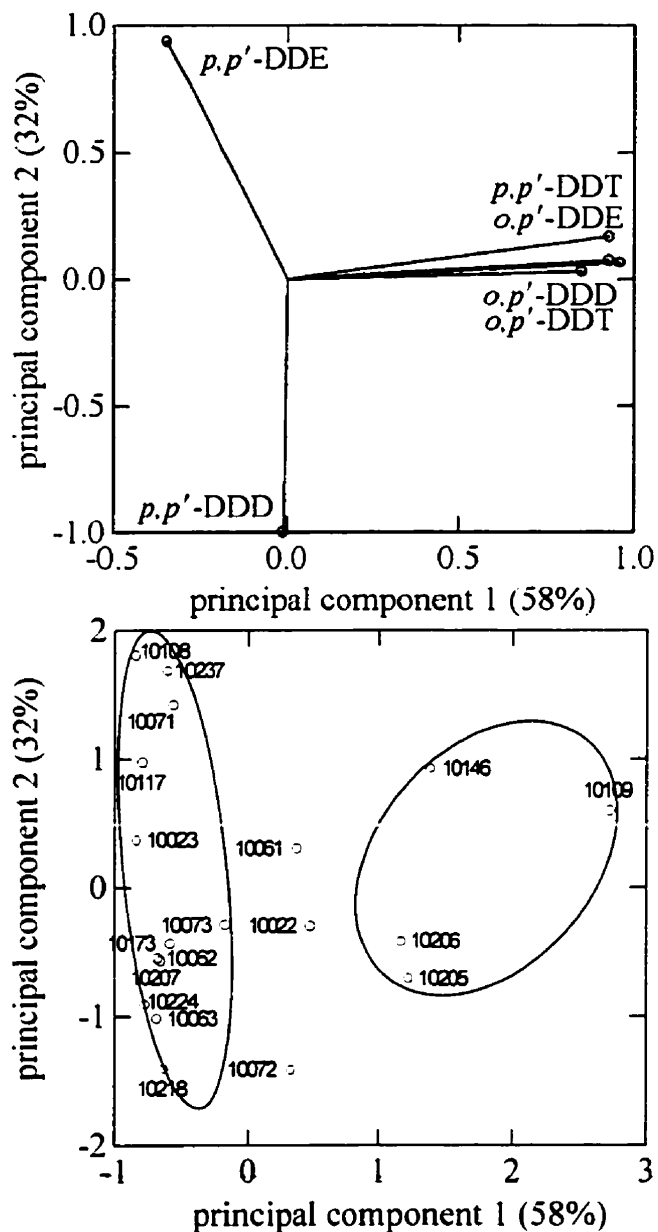 1.0
p,p'-DDE
0.5
p,p'-DDT
o,p'-DDE
0.0
o,p'-DDD
o,p'-DDT
-0.5
p,p'-DDD
-1.0
-0.5 0.0 0.5 1.0
principal component 2 (32%)
principal component 1 (58%)
2
10108
10237
10071
1
10117
10146
10109
10023
10061
0
10073
10022
10206
10173
10062
10207
10205
10224
-1
10063
10218
10072
-2
-1 0 1 2 3
principal component 2 (32%)
principal component 1 (58%)